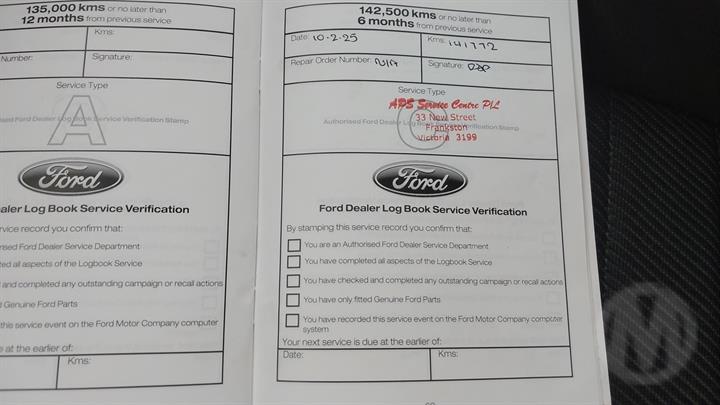 135,000 kms or no later than
12 months from previous service
Kms:
Number:
Signature:
Service Type
A
Ford Dealer Log Book Service Verification Stamp
Ford
aler Log Book Service Verification
rvice record you confirm that:
rised Ford Dealer Service Department
ted all aspects of the Logbook Service
and completed any outstanding campaign or recall actions
Genuine Ford Parts
this service event on the Ford Motor Company computer
e at the earlier of:
Kms:
142,500 kms or no later than
6 months from previous service
Date: 10-2-25
Kms: 141772
Repair Order Number: N/A
Signature:
Service Type
APS Service Centre P/L
33 New Street
Authorised Ford Dealer Log Book Service Verification Stamp
C
Frankston
Victoria 3199
Ford
Ford Dealer Log Book Service Verification
By stamping this service record you confirm that:
You are an Authorised Ford Dealer Service Department
You have completed all aspects of the Logbook Service
You have checked and completed any outstanding campaign or recall actions
You have only fitted Genuine Ford Parts
You have recorded this service event on the Ford Motor Company computer
system
Your next service is due at the earlier of:
Date:
Kms:
M